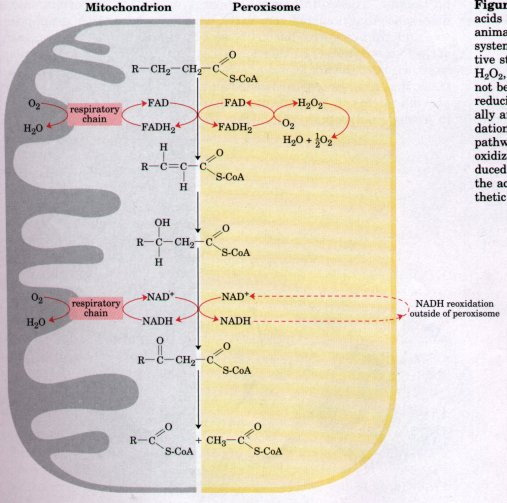 Mitochondrion Peroxisome
R—CH₂—CH₂—C
O
S-CoA
O₂
H₂O
respiratory
chain
FAD
FADH₂
FAD
FADH₂
H₂O₂
O₂
H₂O + ½O₂
H
R—C=C—C
H
O
S-CoA
OH
R—C—CH₂—C
H
O
S-CoA
O₂
H₂O
respiratory
chain
NAD⁺
NADH
NAD⁺
NADH
NADH reoxidation
outside of peroxisome
O
R—C—CH₂—C
O
S-CoA
R—C
O
S-CoA
+ CH₃—C
O
S-CoA
Figur
acids
anima
system
tive st
H₂O₂,
not be
reduci
ally a
dation
pathw
oxidiz
duced
the ac
thetic